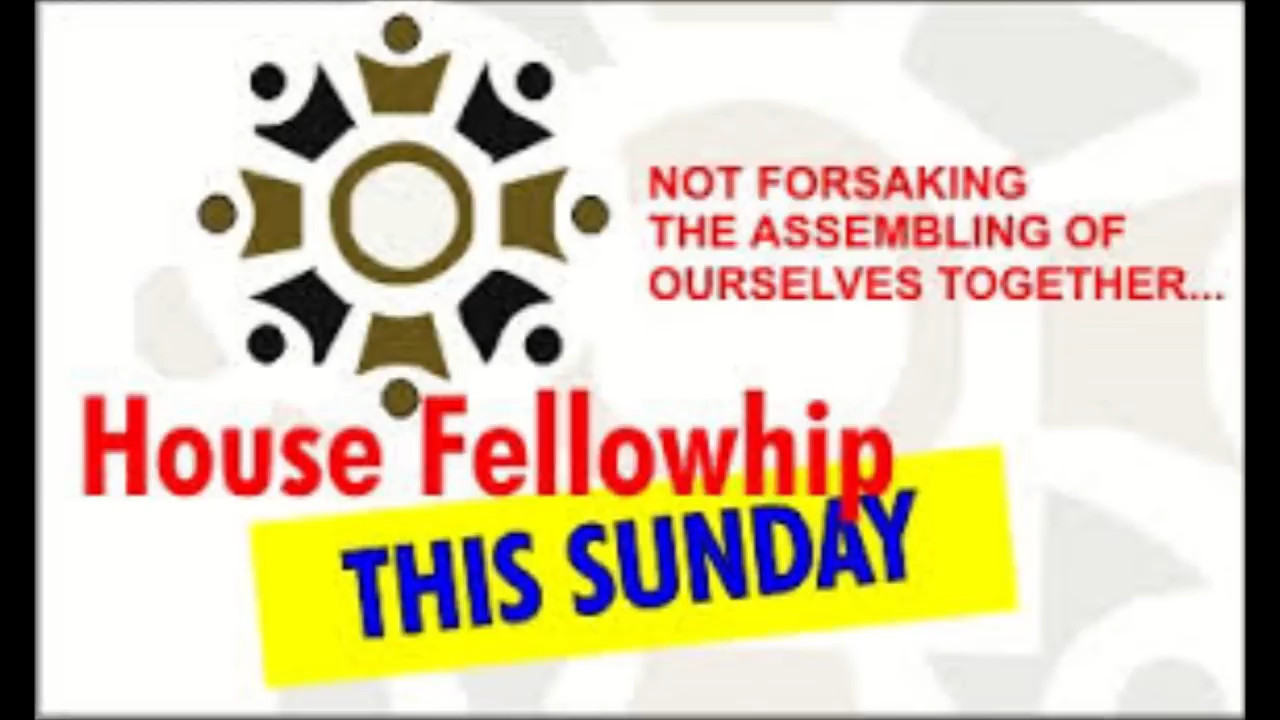 NOT FORSAKING
THE ASSEMBLING OF
OURSELVES TOGETHER...
House Fellowhip
THIS SUNDAY